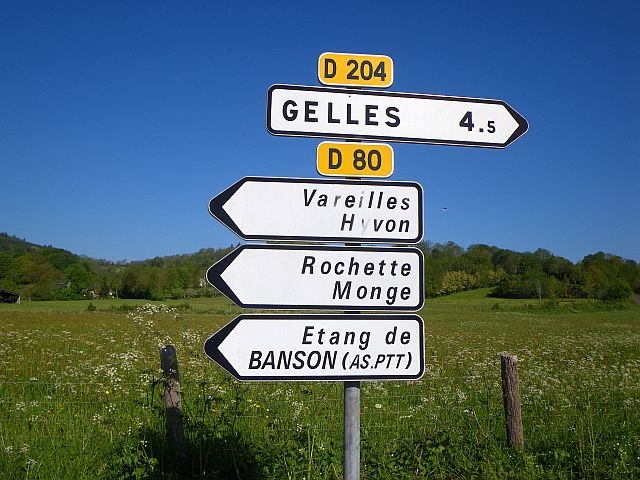 D 204
GELLES 4.5
D 80
Vareilles
Hyvon
Rochette
Monge
Etang de
BANSON (AS.PTT)